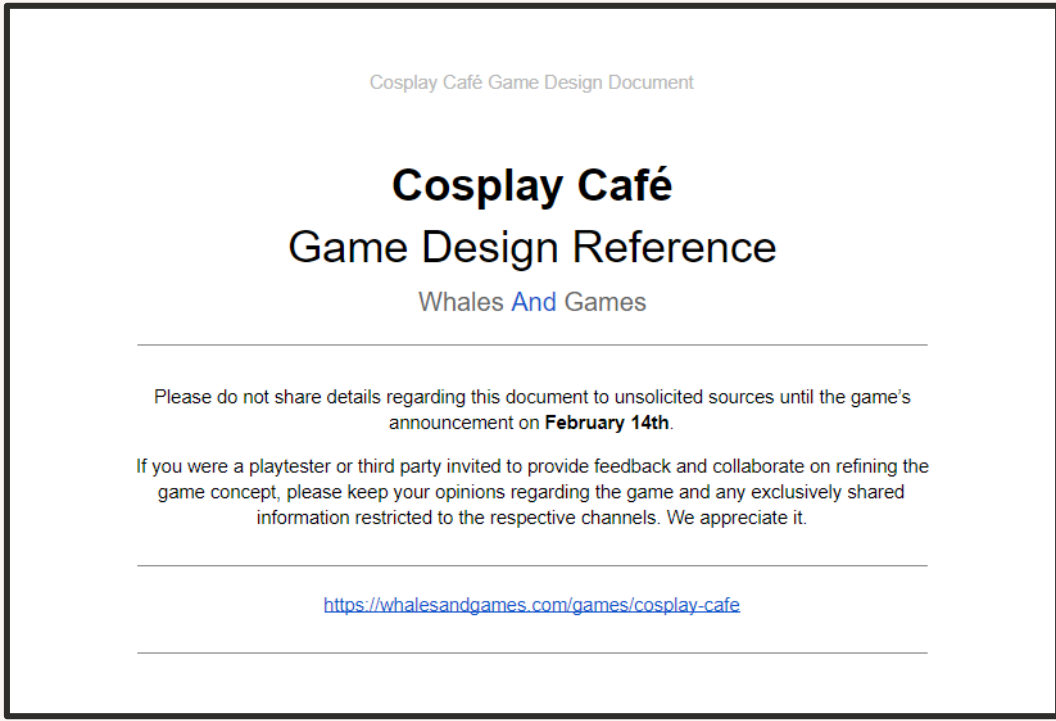 Cosplay Café Game Design Document
Cosplay Café
Game Design Reference
Whales And Games
Please do not share details regarding this document to unsolicited sources until the game's
announcement on February 14th.
If you were a playtester or third party invited to provide feedback and collaborate on refining the
game concept, please keep your opinions regarding the game and any exclusively shared
information restricted to the respective channels. We appreciate it.
https://whalesandgames.com/games/cosplay-cafe